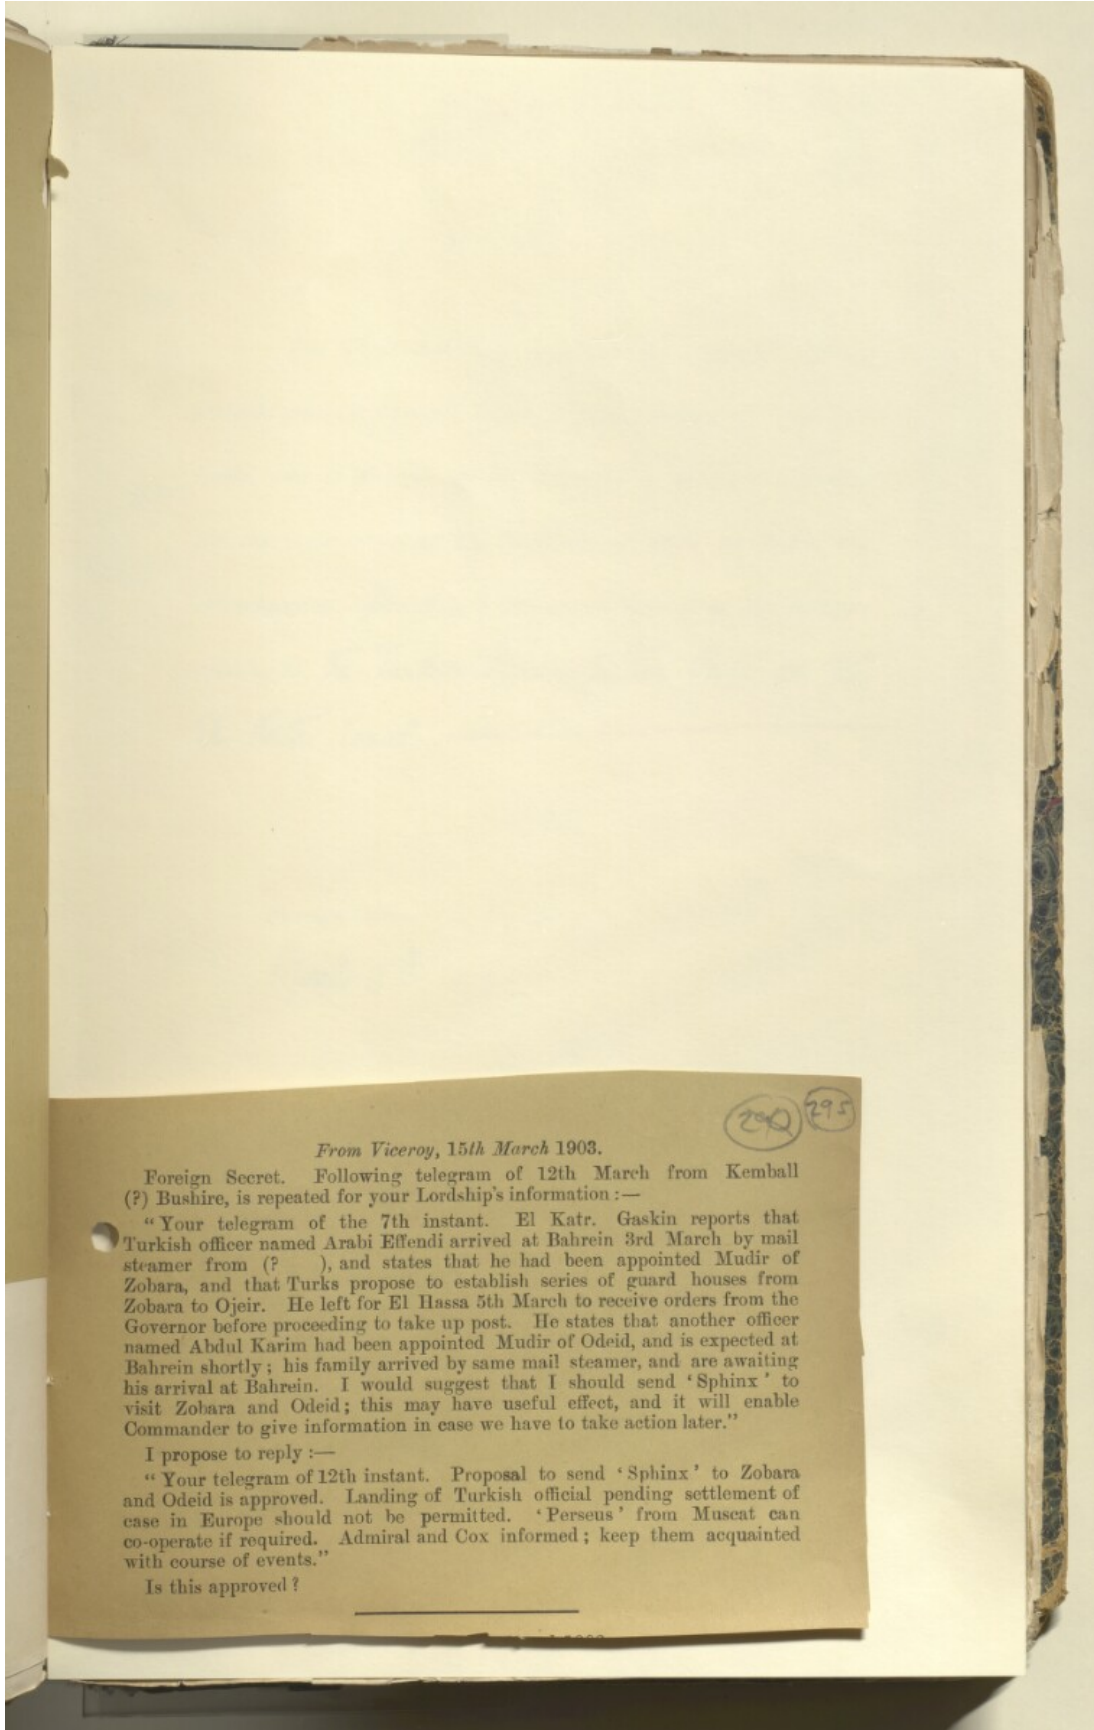 290 295
From Viceroy, 15th March 1903.
Foreign Secret. Following telegram of 12th March from Kemball
(?) Bushire, is repeated for your Lordship's information :—
“ Your telegram of the 7th instant. El Katr. Gaskin reports that
Turkish officer named Arabi Effendi arrived at Bahrein 3rd March by mail
steamer from (? ), and states that he had been appointed Mudir of
Zobara, and that Turks propose to establish series of guard houses from
Zobara to Ojeir. He left for El Hassa 5th March to receive orders from the
Governor before proceeding to take up post. He states that another officer
named Abdul Karim had been appointed Mudir of Odeid, and is expected at
Bahrein shortly ; his family arrived by same mail steamer, and are awaiting
his arrival at Bahrein. I would suggest that I should send ‘ Sphinx ’ to
visit Zobara and Odeid ; this may have useful effect, and it will enable
Commander to give information in case we have to take action later.”
I propose to reply :—
“ Your telegram of 12th instant. Proposal to send ‘ Sphinx ’ to Zobara
and Odeid is approved. Landing of Turkish official pending settlement of
case in Europe should not be permitted. ‘ Perseus ’ from Muscat can
co-operate if required. Admiral and Cox informed ; keep them acquainted
with course of events.”
Is this approved ?